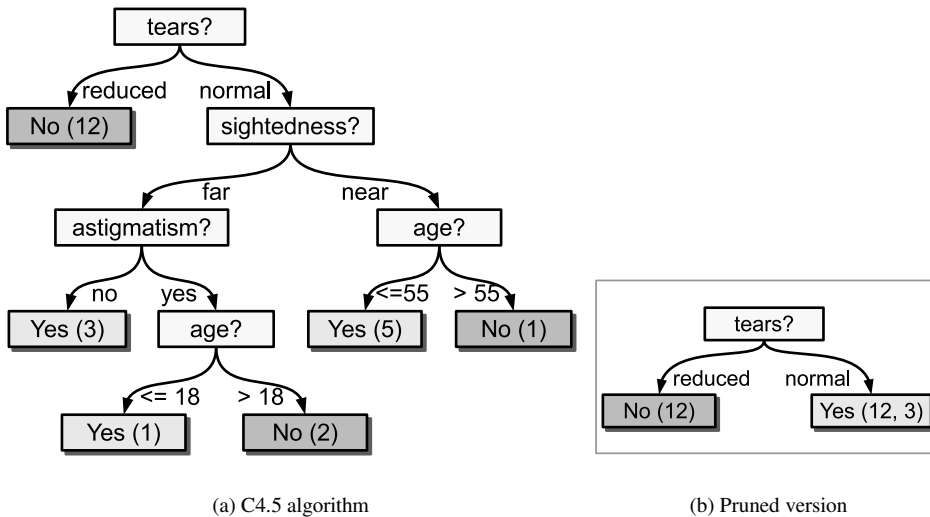 tears?
reduced normal
No (12) sightedness?
far near
astigmatism? age?
no yes <=55 > 55
Yes (3) age? Yes (5) No (1)
<= 18 > 18
Yes (1) No (2)
tears?
reduced normal
No (12) Yes (12, 3)
(a) C4.5 algorithm (b) Pruned version